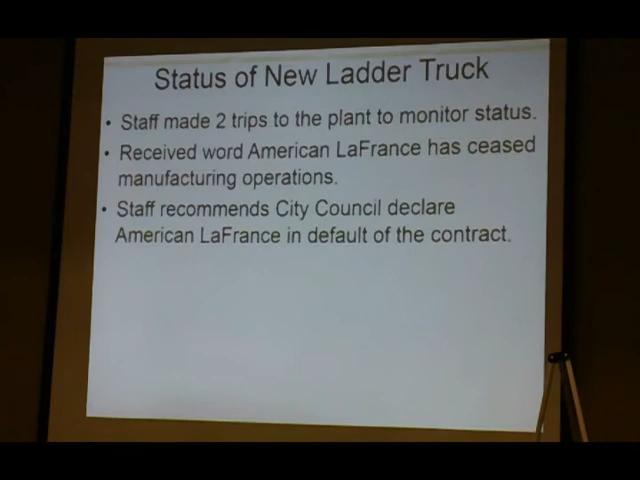 Status of New Ladder Truck
• Staff made 2 trips to the plant to monitor status.
• Received word American LaFrance has ceased
manufacturing operations.
• Staff recommends City Council declare
American LaFrance in default of the contract.